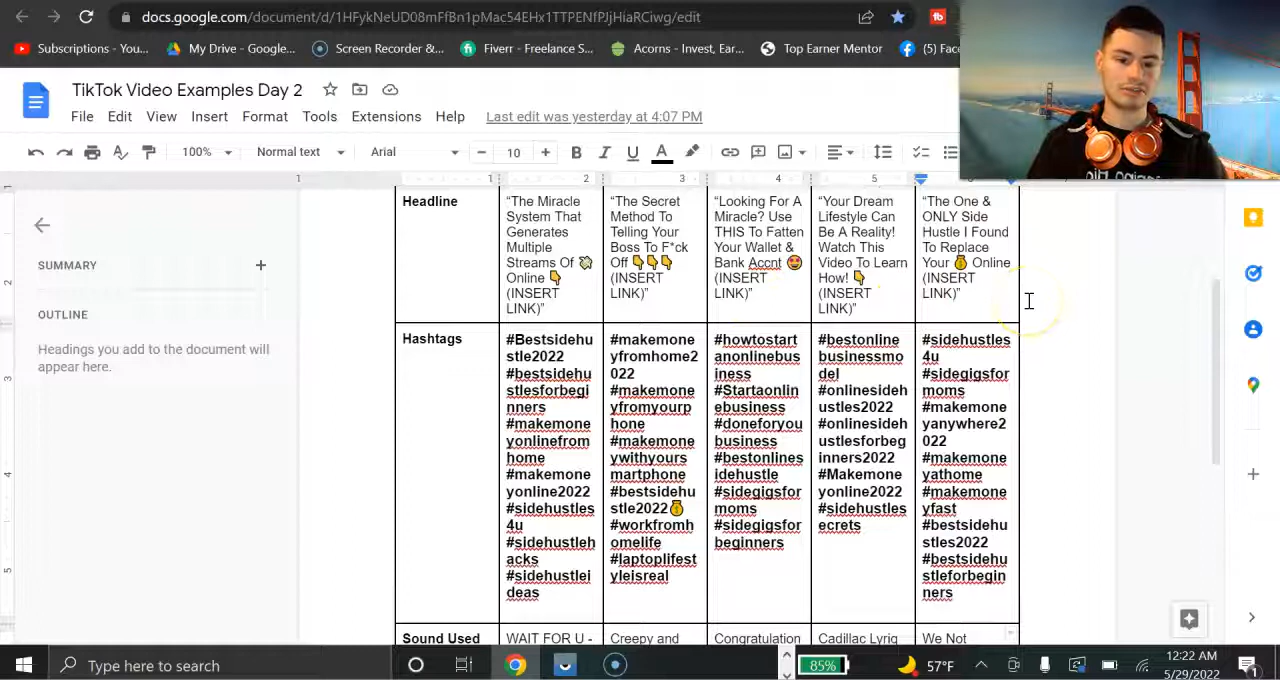 docs.google.com/document/d/1HFykNeUD08mFfBn1pMac54EHx1TTPENfPJjHiaRCiwg/edit
Subscriptions - You...
My Drive - Google...
Screen Recorder &...
Fiverr - Freelance S...
Acorns - Invest, Ear...
Top Earner Mentor
(5) Face
TikTok Video Examples Day 2
File Edit View Insert Format Tools Extensions Help Last edit was yesterday at 4:07 PM
100% Normal text Arial 10 B I U A
1 1 2 3 4 5
SUMMARY
OUTLINE
Headings you add to the document will
appear here.
Headline
“The Miracle
System That
Generates
Multiple
Streams Of 💸
Online 👇
(INSERT
LINK)”
“The Secret
Method To
Telling Your
Boss To F*ck
Off 👇👇👇
(INSERT
LINK)”
“Looking For A
Miracle? Use
THIS To Fatten
Your Wallet &
Bank Accnt 🤩
(INSERT
LINK)”
“Your Dream
Lifestyle Can
Be A Reality!
Watch This
Video To Learn
How! 👇
(INSERT
LINK)”
“The One &
ONLY Side
Hustle I Found
To Replace
Your 💰 Online
(INSERT
LINK)”
Hashtags
#Bestsidehu
stle2022
#bestsidehu
stlesforbegi
nners
#makemone
yonlinefrom
home
#makemone
yonline2022
#sidehustles
4u
#sidehustleh
acks
#sidehustlei
deas
#makemone
yfromhome2
022
#makemone
yfromyourp
hone
#makemone
ywithyours
martphone
#bestsidehu
stle2022💰
#workfromh
omelife
#laptoplifest
yleisreal
#howtostart
anonlinebus
iness
#Startaonlin
ebusiness
#doneforyou
business
#bestonlines
idehustle
#sidegigsfor
moms
#sidegigsfor
beginners
#bestonline
businessmo
del
#onlinesideh
ustles2022
#onlinesideh
ustlesforbeg
inners2022
#Makemone
yonline2022
#sidehustles
ecrets
#sidehustles
4u
#sidegigsfor
moms
#makemone
yanywhere2
022
#makemone
yathome
#makemone
yfast
#bestsidehu
stles2022
#bestsidehu
stleforbegin
ners
Sound Used
WAIT FOR U -
Creepy and
Congratulation
Cadillac Lyriq
We Not
Type here to search
85%
57°F
12:22 AM
5/29/2022